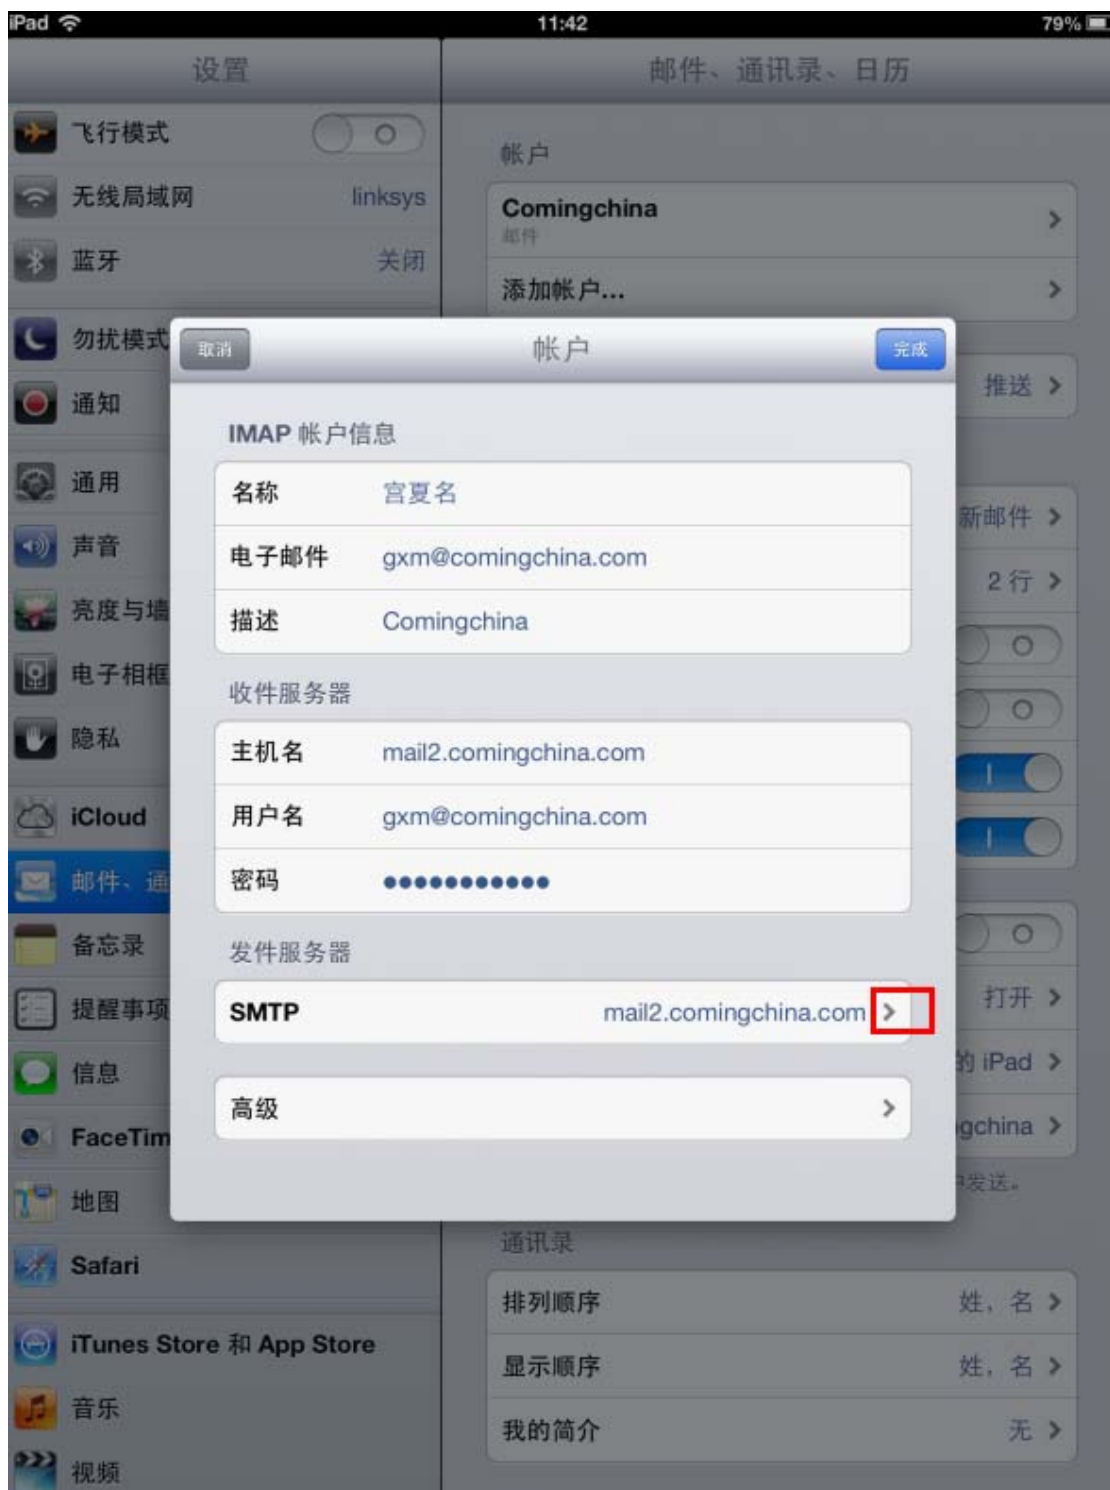 iPad 11:42 79%
设置
邮件、通讯录、日历
飞行模式
无线局域网 linksys
蓝牙 关闭
勿扰模式
通知
通用
声音
亮度与墙
电子相框
隐私
iCloud
邮件、通
备忘录
提醒事项
信息
FaceTim
地图
Safari
iTunes Store 和 App Store
音乐
视频
帐户
Comingchina
邮件
添加帐户...
推送
新邮件
2 行
打开
的 iPad
gchina
发送。
通讯录
排列顺序 姓，名
显示顺序 姓，名
我的简介 无
取消 帐户 完成
IMAP 帐户信息
名称 宫夏名
电子邮件 gxm@comingchina.com
描述 Comingchina
收件服务器
主机名 mail2.comingchina.com
用户名 gxm@comingchina.com
密码 ●●●●●●●●●●●
发件服务器
SMTP mail2.comingchina.com
高级